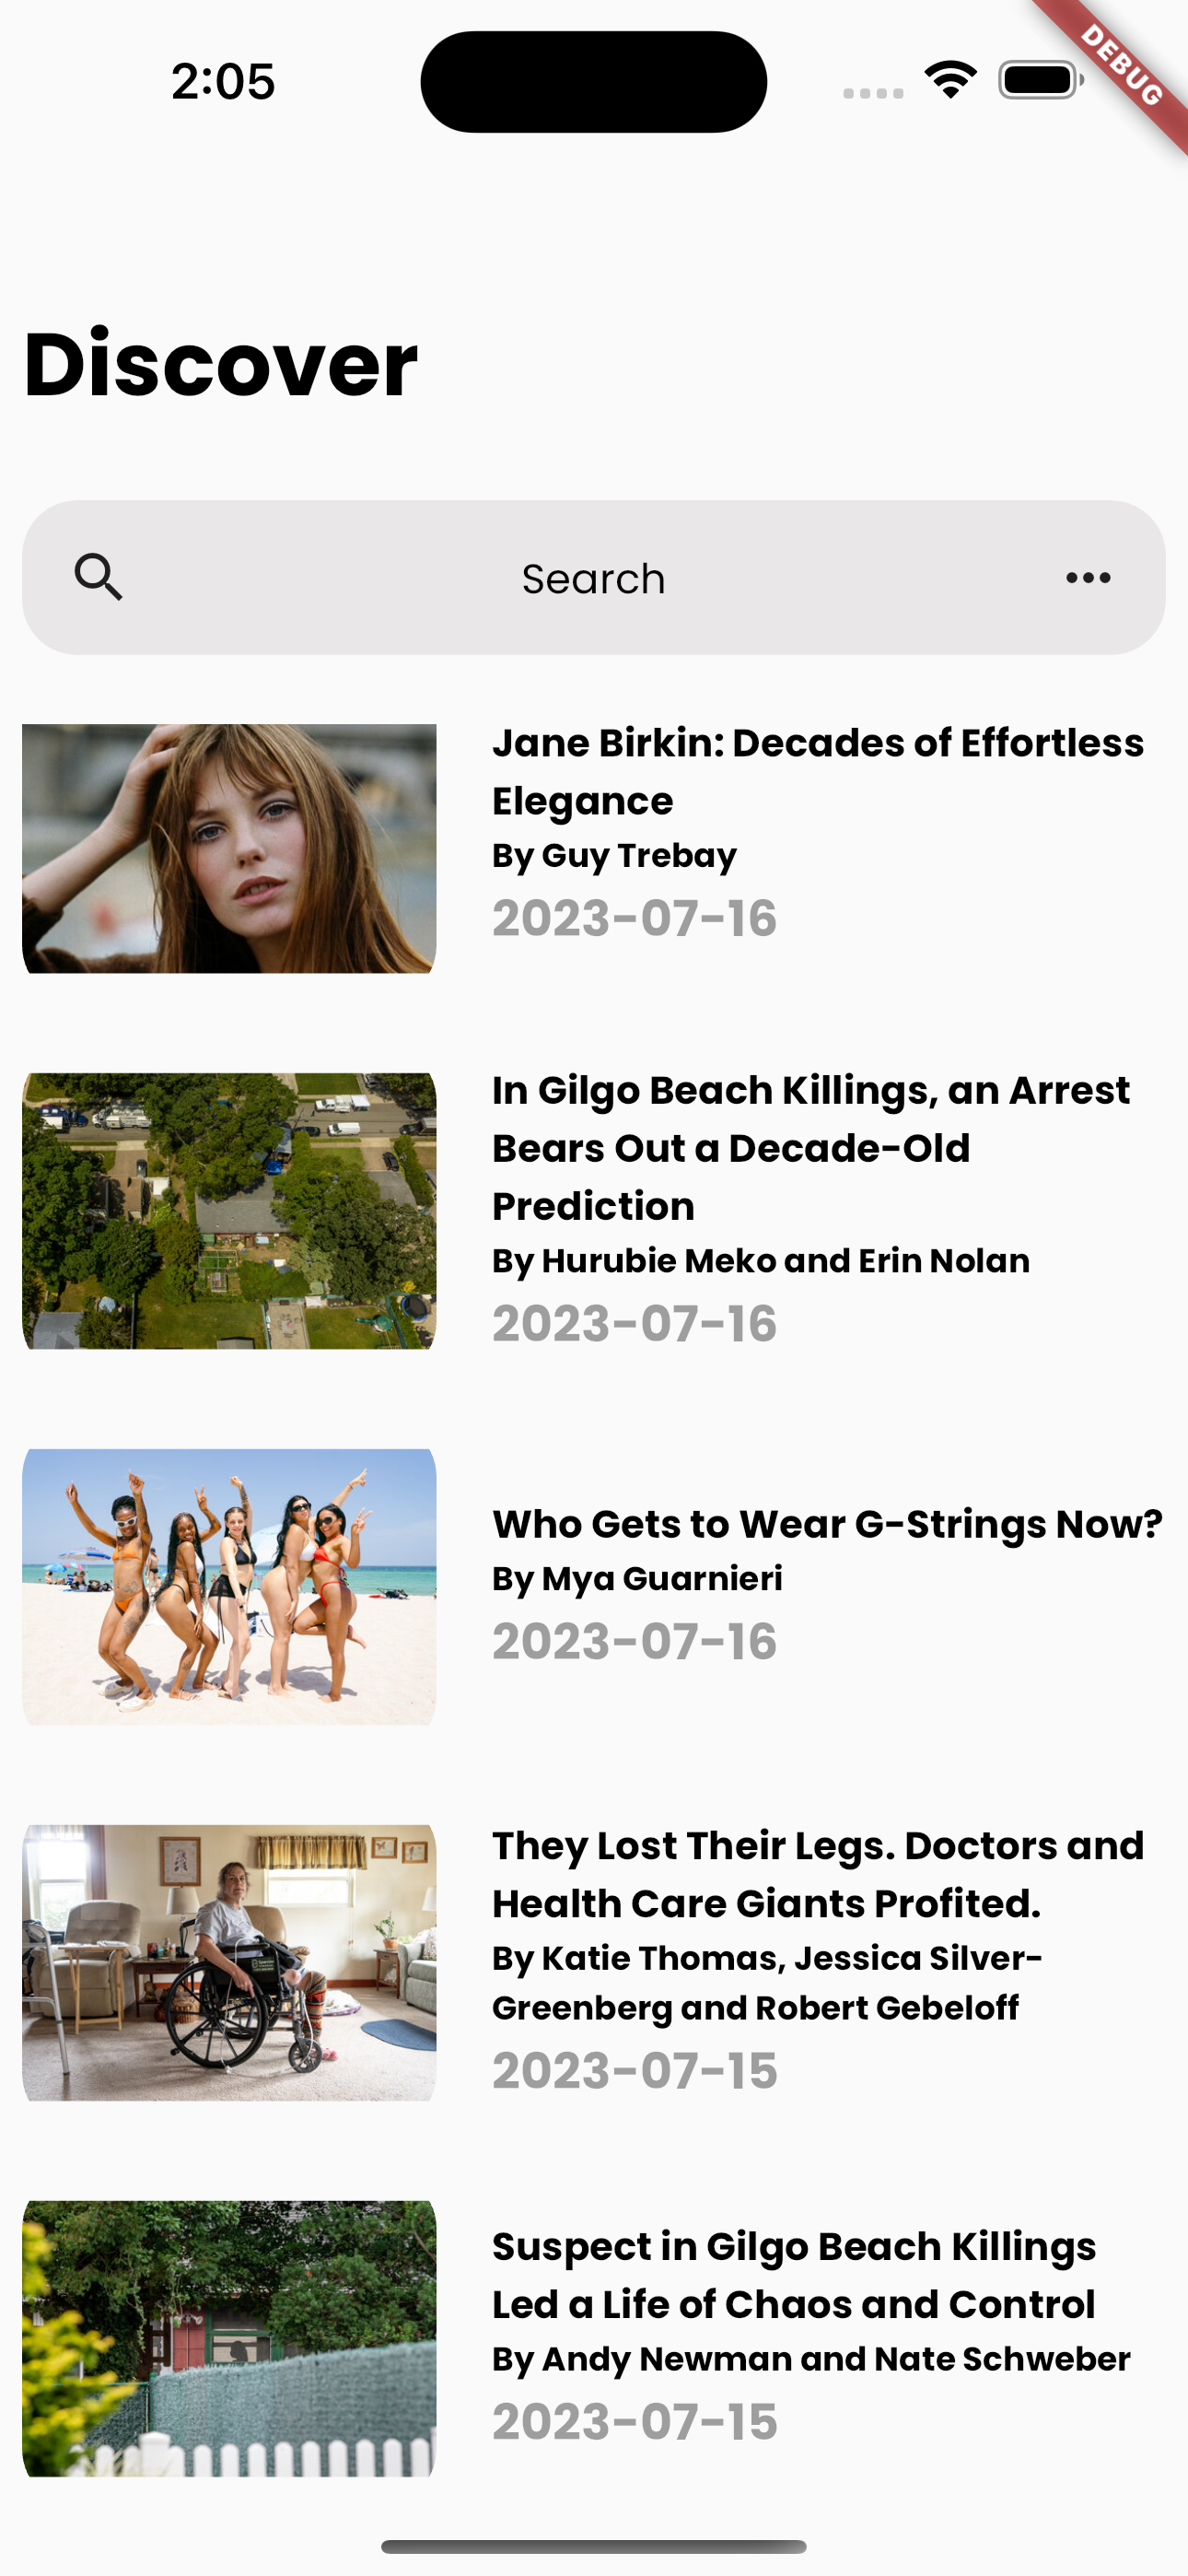 2:05
DEBUG
Discover
Search
Jane Birkin: Decades of Effortless
Elegance
By Guy Trebay
2023-07-16
In Gilgo Beach Killings, an Arrest
Bears Out a Decade-Old
Prediction
By Hurubie Meko and Erin Nolan
2023-07-16
Who Gets to Wear G-Strings Now?
By Mya Guarnieri
2023-07-16
They Lost Their Legs. Doctors and
Health Care Giants Profited.
By Katie Thomas, Jessica Silver-
Greenberg and Robert Gebeloff
2023-07-15
Suspect in Gilgo Beach Killings
Led a Life of Chaos and Control
By Andy Newman and Nate Schweber
2023-07-15